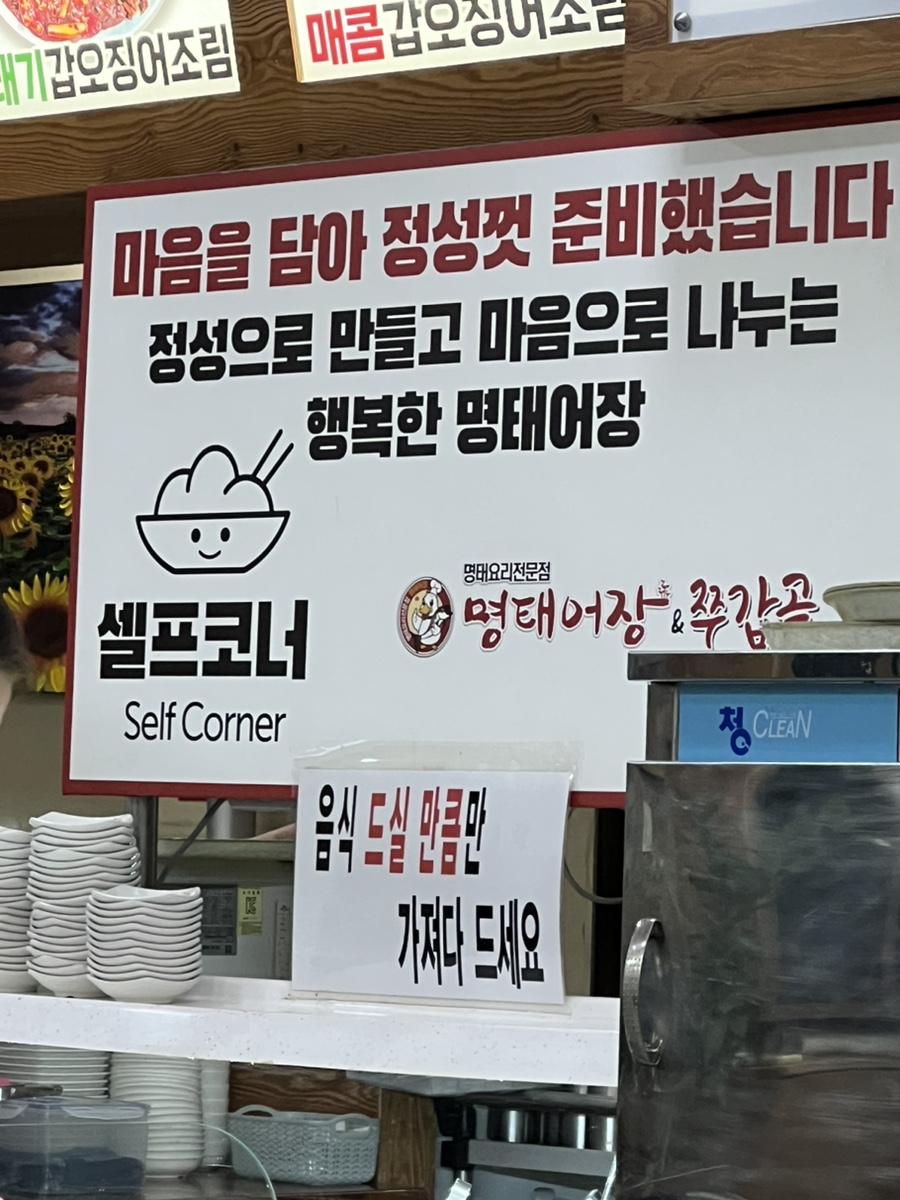 갑오징어조림
매콤갑오징어조림
마음을 담아 정성껏 준비했습니다
정성으로 만들고 마음으로 나누는
행복한 명태어장
셀프코너
Self Corner
명태요리전문점
명태어장 & 쭈갑곤
청 CLEAN
음식 드실 만큼만
가져다 드세요